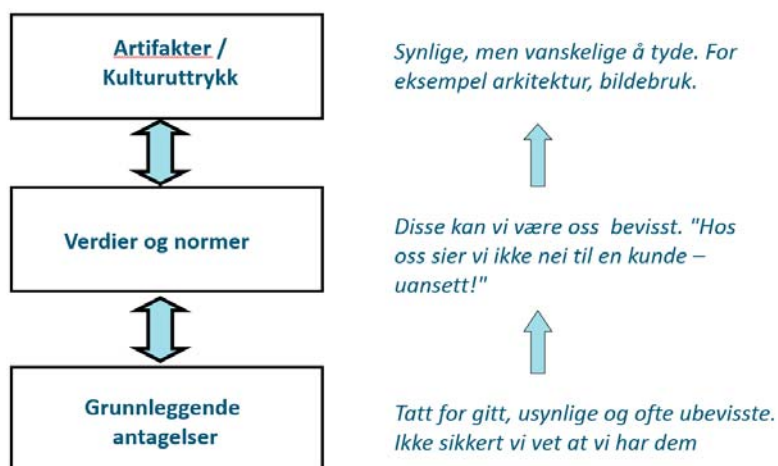 Artifakter /
Kulturuttrykk
Synlige, men vanskelige å tyde. For
eksempel arkitektur, bildebruk.
Verdier og normer
Disse kan vi være oss  bevisst. "Hos
oss sier vi ikke nei til en kunde –
uansett!"
Grunnleggende
antagelser
Tatt for gitt, usynlige og ofte ubevisste.
Ikke sikkert vi vet at vi har dem